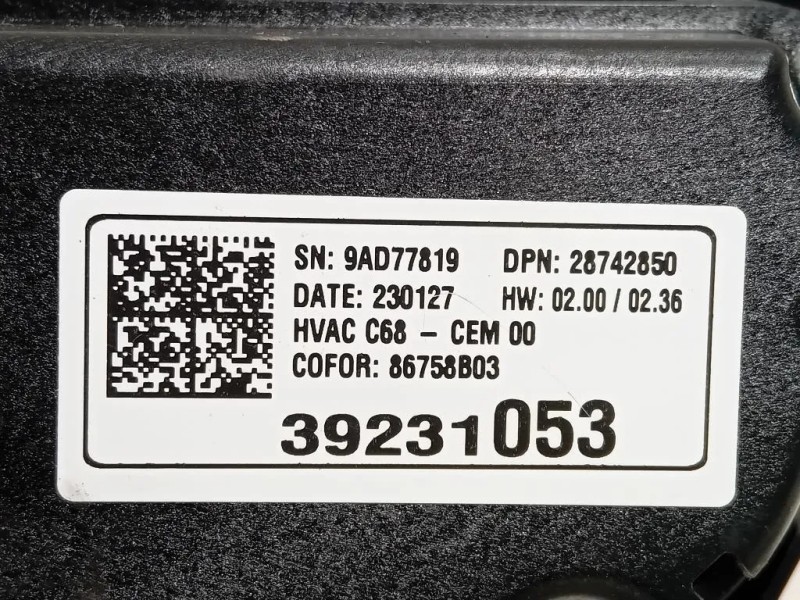 SN: 9AD77819 DPN: 28742850
DATE: 230127 HW: 02.00 / 02.36
HVAC C68 - CEM 00
COFOR: 86758B03
39231053